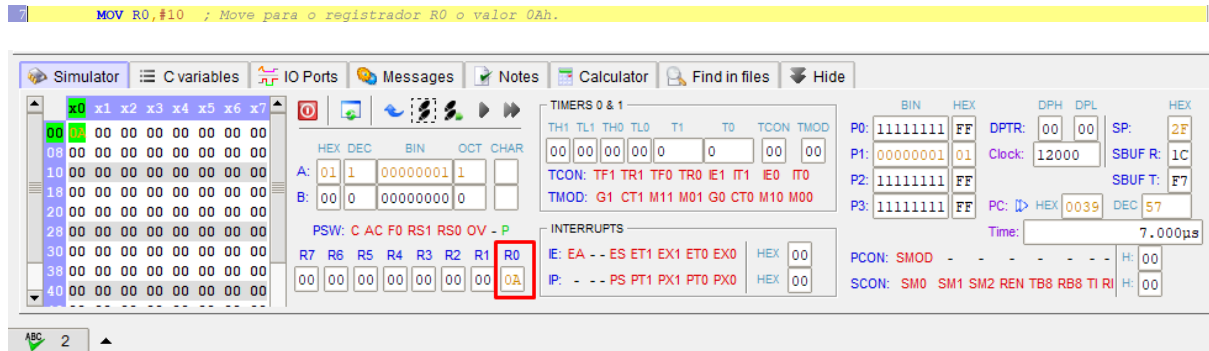 7 MOV R0,#10 ; Move para o registrador R0 o valor 0Ah.
Simulator C variables IO Ports Messages Notes Calculator Find in files Hide
x0 x1 x2 x3 x4 x5 x6 x7
00 0A 00 00 00 00 00 00 00
08 00 00 00 00 00 00 00 00
10 00 00 00 00 00 00 00 00
18 00 00 00 00 00 00 00 00
20 00 00 00 00 00 00 00 00
28 00 00 00 00 00 00 00 00
30 00 00 00 00 00 00 00 00
38 00 00 00 00 00 00 00 00
40 00 00 00 00 00 00 00 00
HEX DEC BIN OCT CHAR
A: 01 1 00000001 1
B: 00 0 00000000 0
PSW: C AC F0 RS1 RS0 OV - P
R7 R6 R5 R4 R3 R2 R1 R0
00 00 00 00 00 00 00 0A
TIMERS 0 & 1
TH1 TL1 TH0 TL0 T1 T0 TCON TMOD
00 00 00 00 0 0 00 00
TCON: TF1 TR1 TF0 TR0 IE1 IT1 IE0 IT0
TMOD: G1 CT1 M11 M01 G0 CT0 M10 M00
INTERRUPTS
IE: EA - - ES ET1 EX1 ET0 EX0 HEX 00
IP: - - - PS PT1 PX1 PT0 PX0 HEX 00
BIN HEX
P0: 11111111 FF
P1: 00000001 01
P2: 11111111 FF
P3: 11111111 FF
DPH DPL
DPTR: 00 00
Clock: 12000
HEX
SP: 2F
SBUF R: 1C
SBUF T: F7
PC: HEX 0039 DEC 57
Time: 7.000µs
PCON: SMOD - - - - - - - H: 00
SCON: SM0 SM1 SM2 REN TB8 RB8 TI RI H: 00
ABC 2